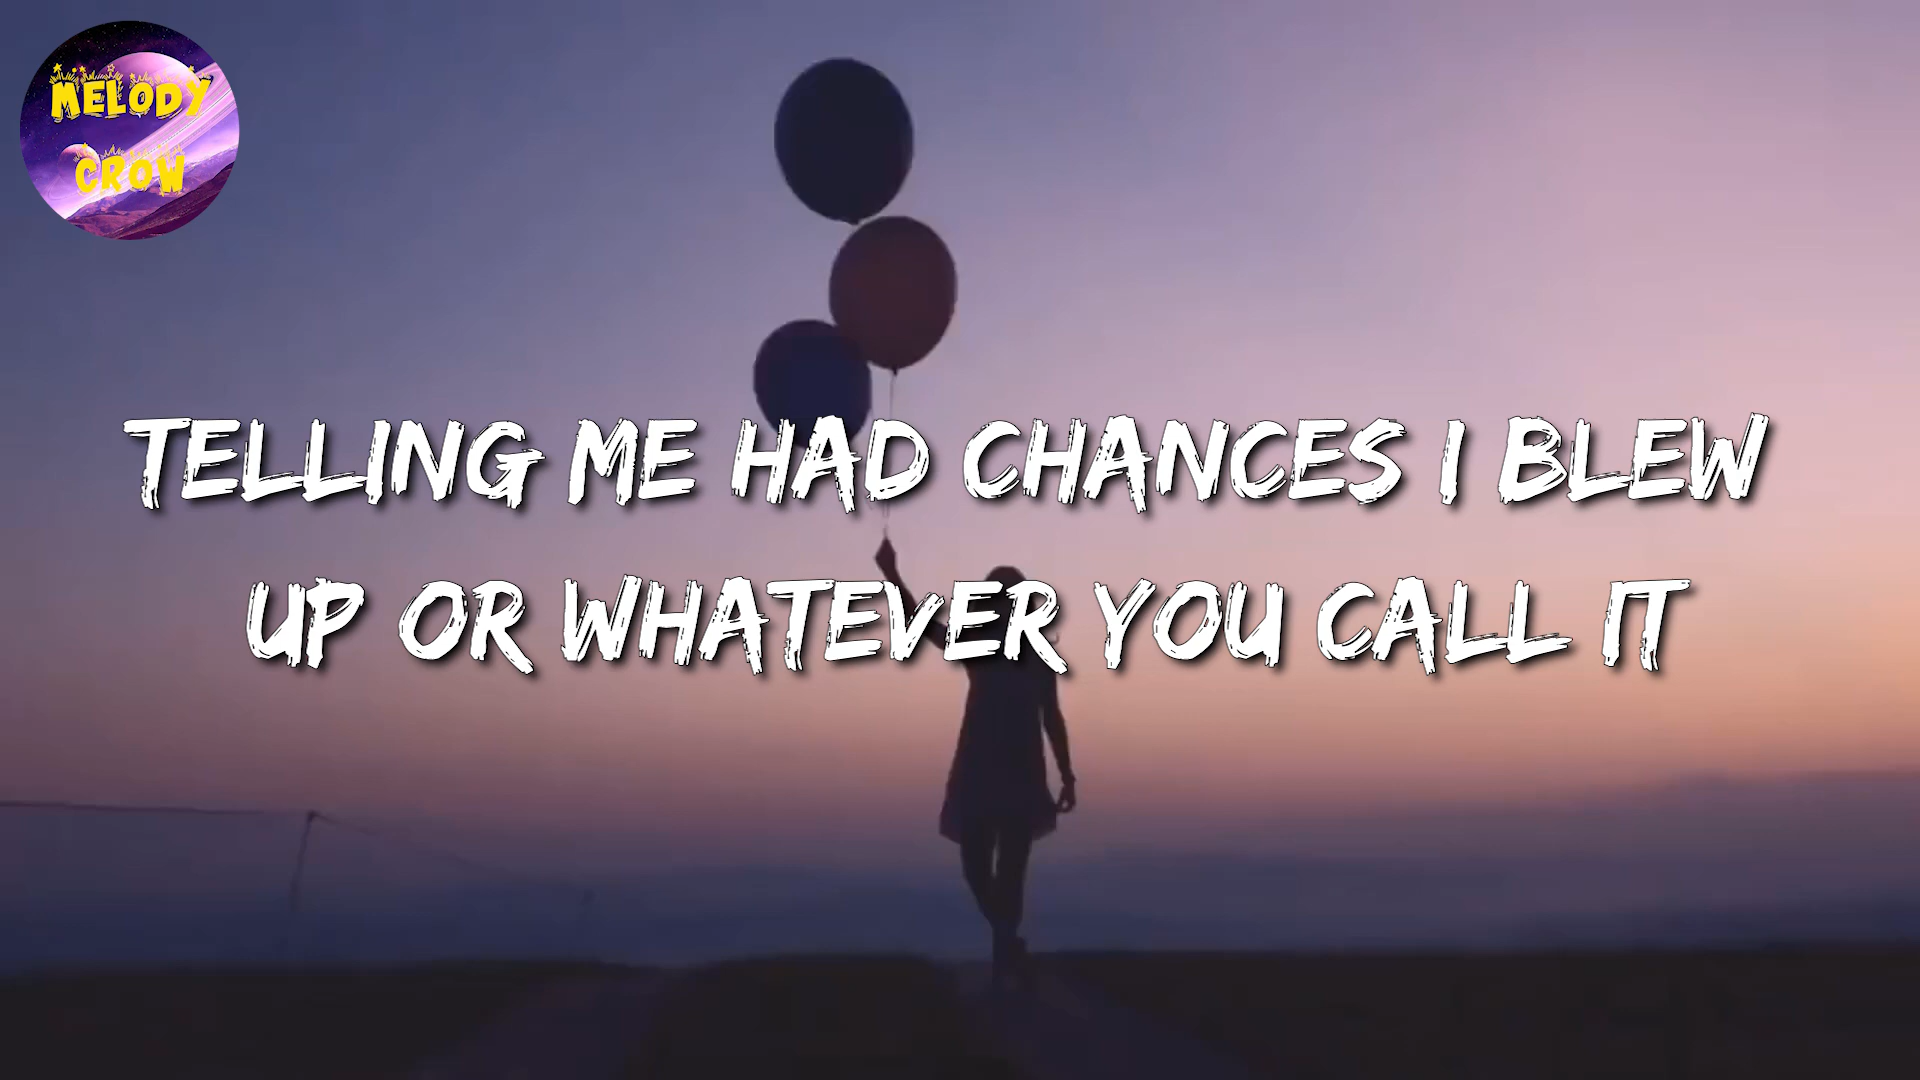 MELODY
CROW
TELLING ME HAD CHANCES I BLEW
UP OR WHATEVER YOU CALL IT